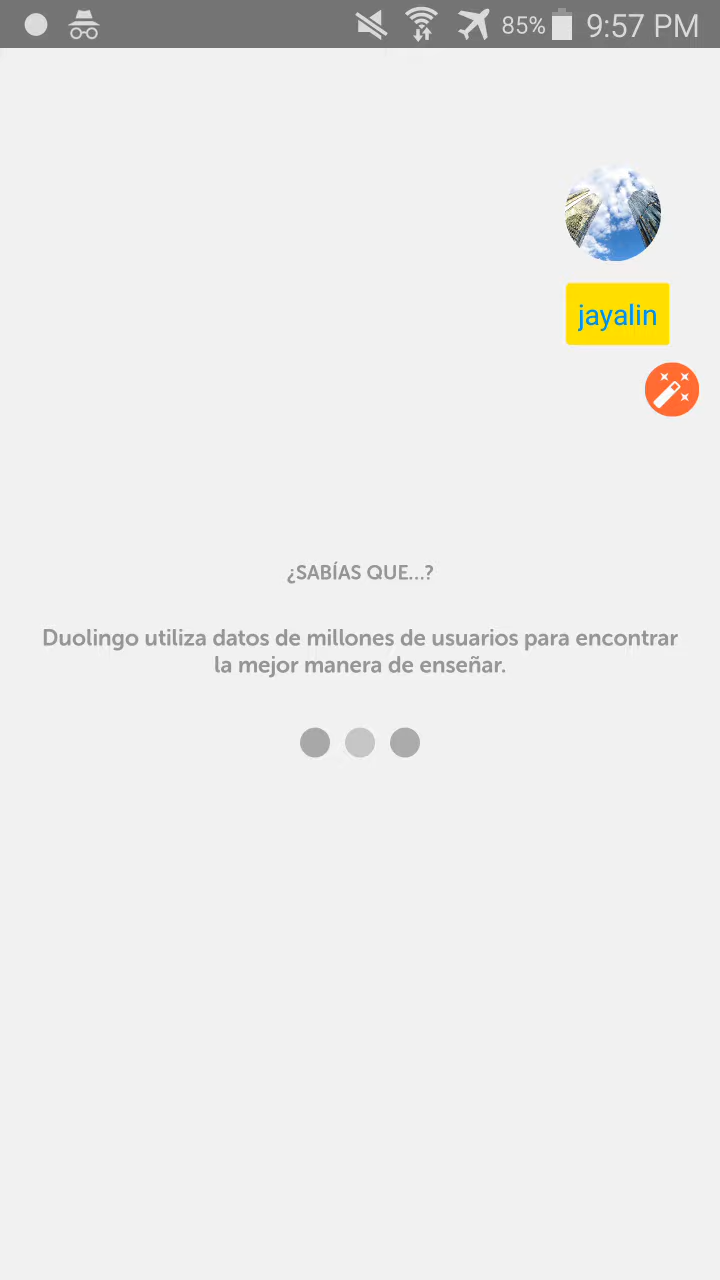 85% 9:57 PM
jayalin
¿SABÍAS QUE...?
Duolingo utiliza datos de millones de usuarios para encontrar
la mejor manera de enseñar.